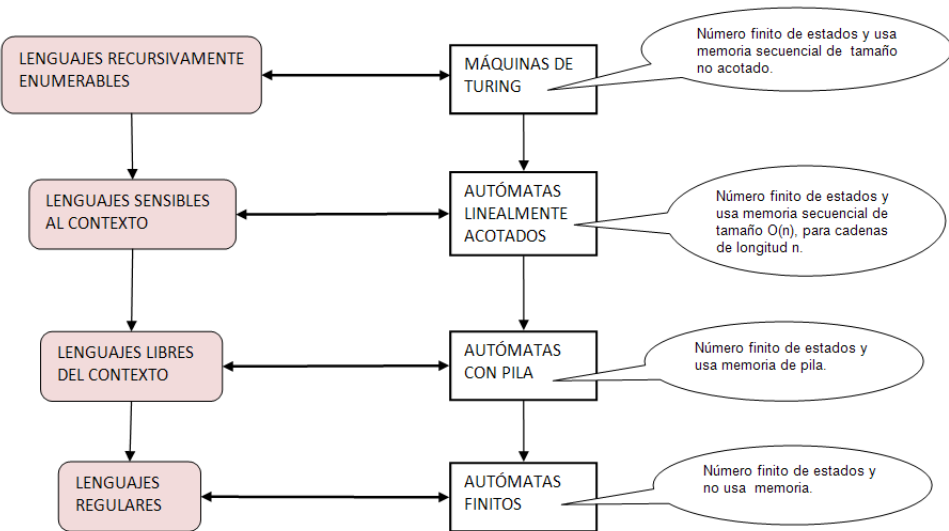 LENGUAJES RECURSIVAMENTE
ENUMERABLES
MÁQUINAS DE
TURING
Número finito de estados y usa
memoria secuencial de tamaño
no acotado.
LENGUAJES SENSIBLES
AL CONTEXTO
AUTÓMATAS
LINEALMENTE
ACOTADOS
Número finito de estados y
usa memoria secuencial de
tamaño O(n), para cadenas
de longitud n.
LENGUAJES LIBRES
DEL CONTEXTO
AUTÓMATAS
CON PILA
Número finito de estados y
usa memoria de pila.
LENGUAJES
REGULARES
AUTÓMATAS
FINITOS
Número finito de estados y
no usa memoria.